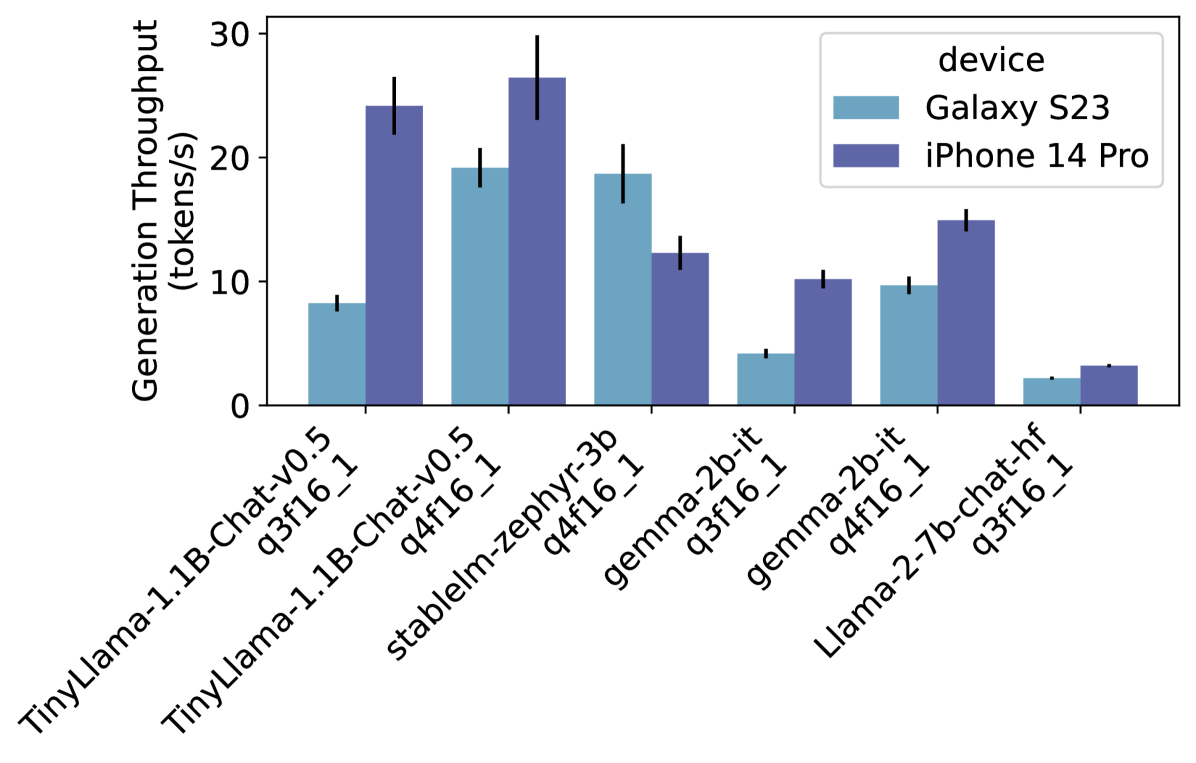 Generation Throughput
(tokens/s)
30
20
10
0
device
Galaxy S23
iPhone 14 Pro
TinyLlama-1.1B-Chat-v0.5
q3f16_1
TinyLlama-1.1B-Chat-v0.5
q4f16_1
stablelm-zephyr-3b
q4f16_1
gemma-2b-it
q3f16_1
gemma-2b-it
q4f16_1
Llama-2-7b-chat-hf
q3f16_1